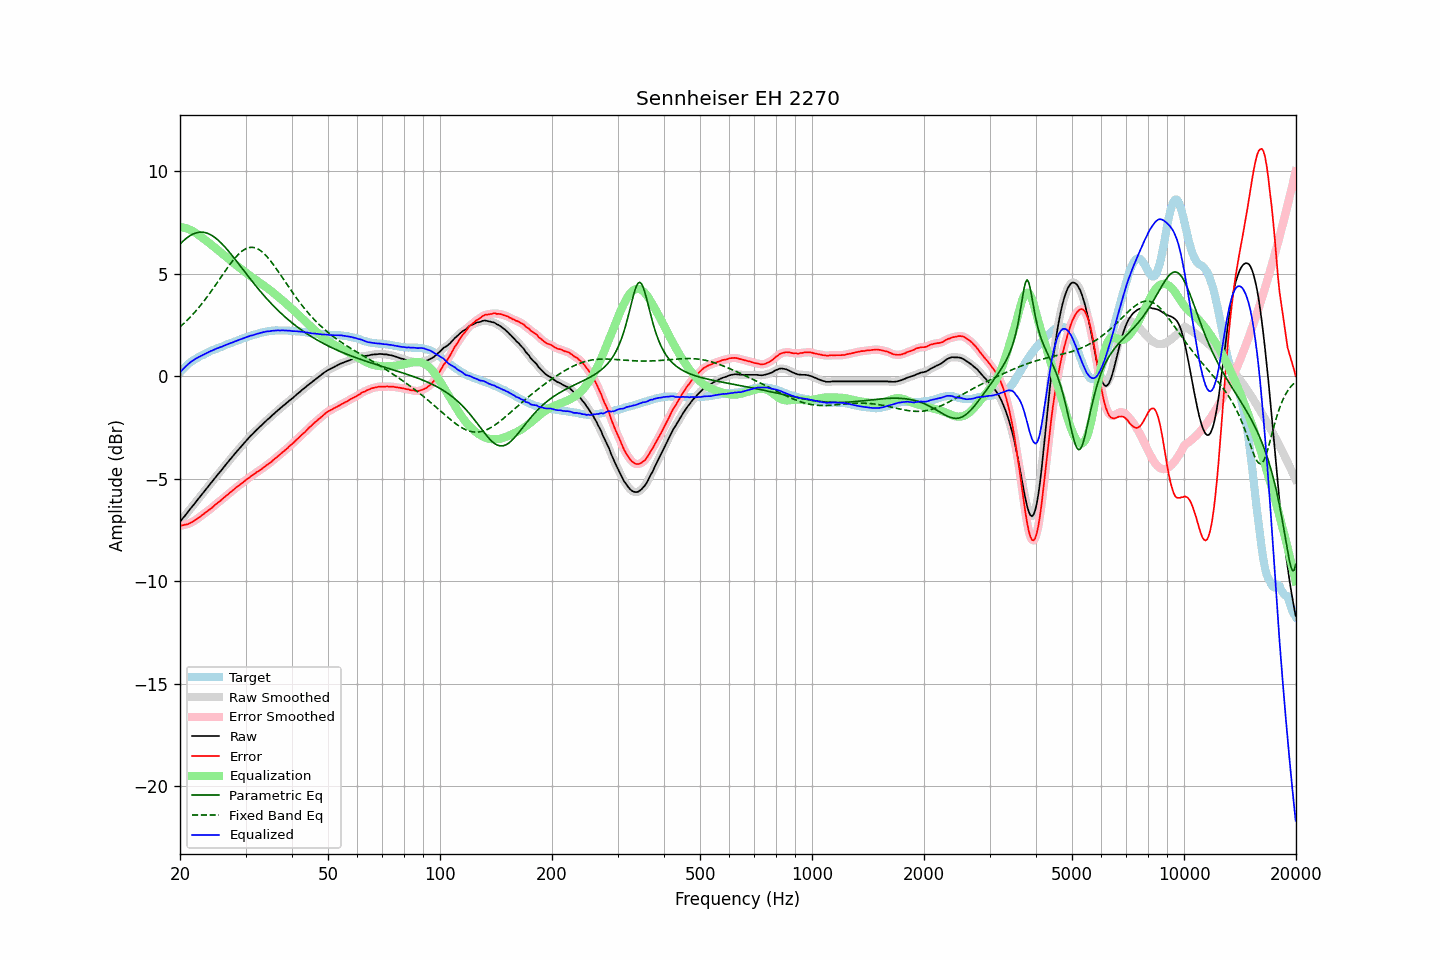 Sennheiser EH 2270
10
5
0
−5
−10
−15
−20
Amplitude (dBr)
Target
Raw Smoothed
Error Smoothed
Raw
Error
Equalization
Parametric Eq
Fixed Band Eq
Equalized
20 50 100 200 500 1000 2000 5000 10000 20000
Frequency (Hz)